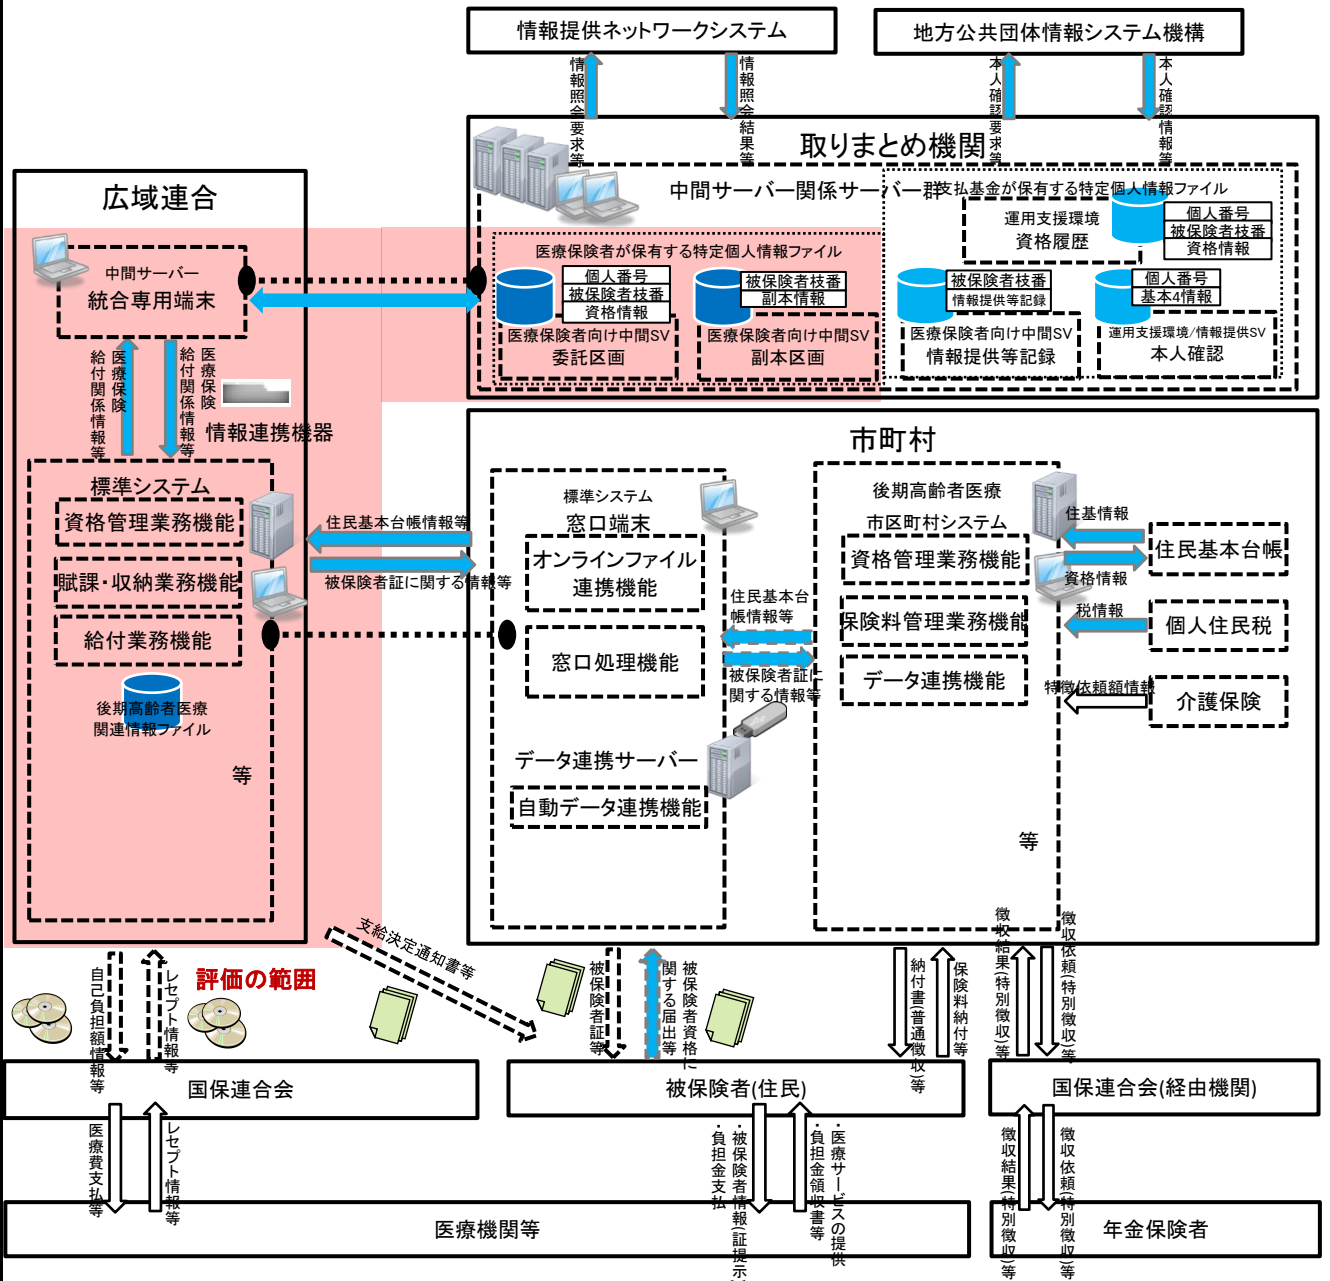 情報提供ネットワークシステム
地方公共団体情報システム機構
情報照会要求等
情報照会結果等
本人確認要求等
本人確認情報等
取りまとめ機関
中間サーバー関係サーバー群
支払基金が保有する特定個人情報ファイル
運用支援環境
資格履歴
個人番号
被保険者枝番
資格情報
医療保険者が保有する特定個人情報ファイル
個人番号
被保険者枝番
資格情報
医療保険者向け中間SV
委託区画
被保険者枝番
副本情報
医療保険者向け中間SV
副本区画
被保険者枝番
情報提供等記録
医療保険者向け中間SV
情報提供等記録
個人番号
基本4情報
運用支援環境/情報提供SV
本人確認
広域連合
中間サーバー
統合専用端末
医療保険
給付関係情報等
医療保険
給付関係情報等
情報連携機器
標準システム
資格管理業務機能
賦課・収納業務機能
給付業務機能
後期高齢者医療
関連情報ファイル
等
住民基本台帳情報等
被保険者証に関する情報等
市町村
標準システム
窓口端末
オンラインファイル
連携機能
窓口処理機能
データ連携サーバー
自動データ連携機能
住民基本台
帳情報等
被保険者証に
関する情報等
後期高齢者医療
市区町村システム
資格管理業務機能
保険料管理業務機能
データ連携機能
等
住基情報
資格情報
税情報
特徴依頼額情報
住民基本台帳
個人住民税
介護保険
自己負担額情報等
レセプト情報等
評価の範囲
支給決定通知書等
被保険者証等
被保険者資格に
関する届出等
納付書普通徴収)等
保険料納付等
徴収結果(特別徴収)等
徴収依頼(特別徴収)等
国保連合会
被保険者(住民)
国保連合会(経由機関)
医療費支払等
レセプト情報等
・被保険者情報(証提示
・負担金支払
・医療サービスの提供
・負担金領収書等
徴収結果(特別徴収)等
徴収依頼(特別徴収)等
医療機関等
年金保険者